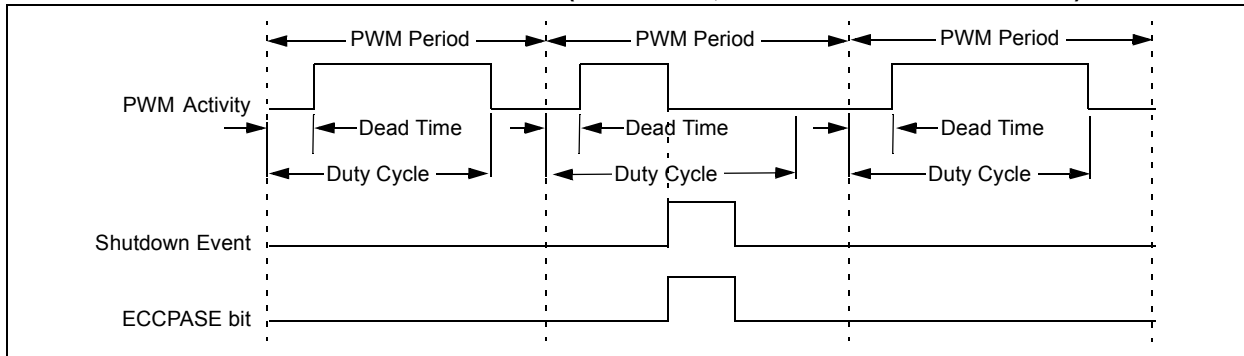 PWM Period PWM Period PWM Period
PWM Activity
Dead Time Dead Time Dead Time
Duty Cycle Duty Cycle Duty Cycle
Shutdown Event
ECCPASE bit